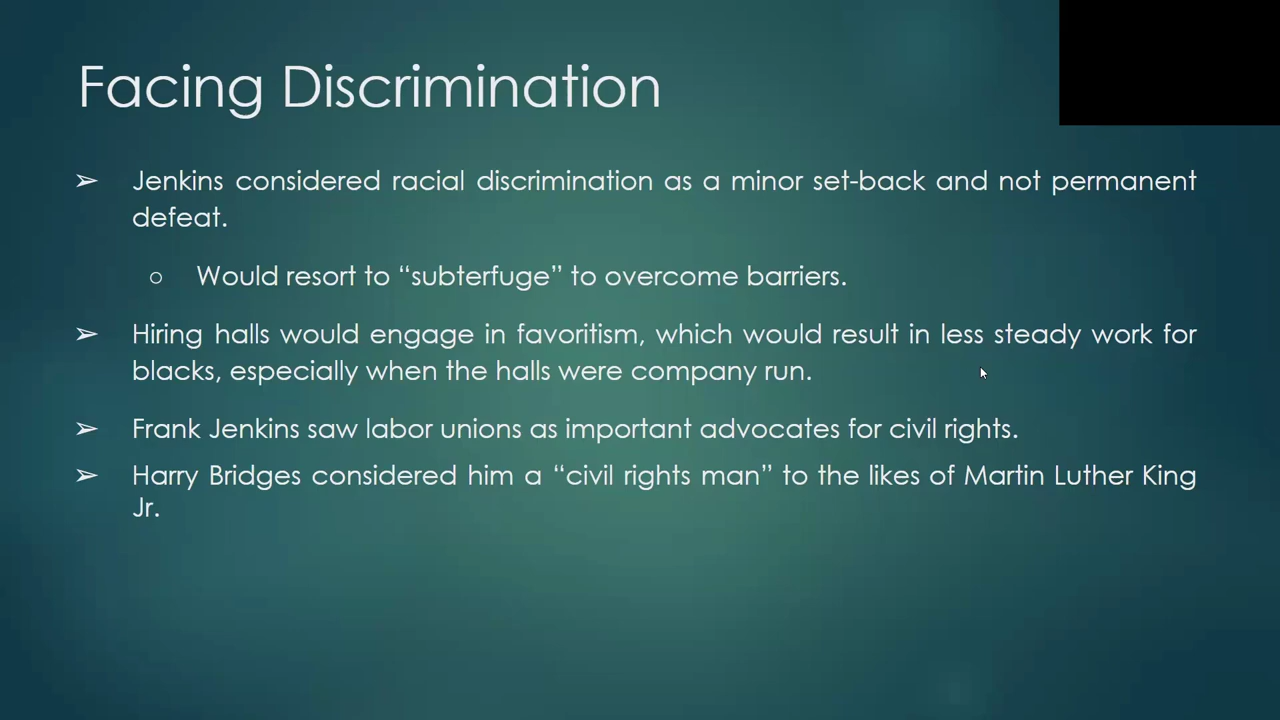 Facing Discrimination
➢ Jenkins considered racial discrimination as a minor set-back and not permanent
defeat.
○ Would resort to “subterfuge” to overcome barriers.
➢ Hiring halls would engage in favoritism, which would result in less steady work for
blacks, especially when the halls were company run.
➢ Frank Jenkins saw labor unions as important advocates for civil rights.
➢ Harry Bridges considered him a “civil rights man” to the likes of Martin Luther King
Jr.